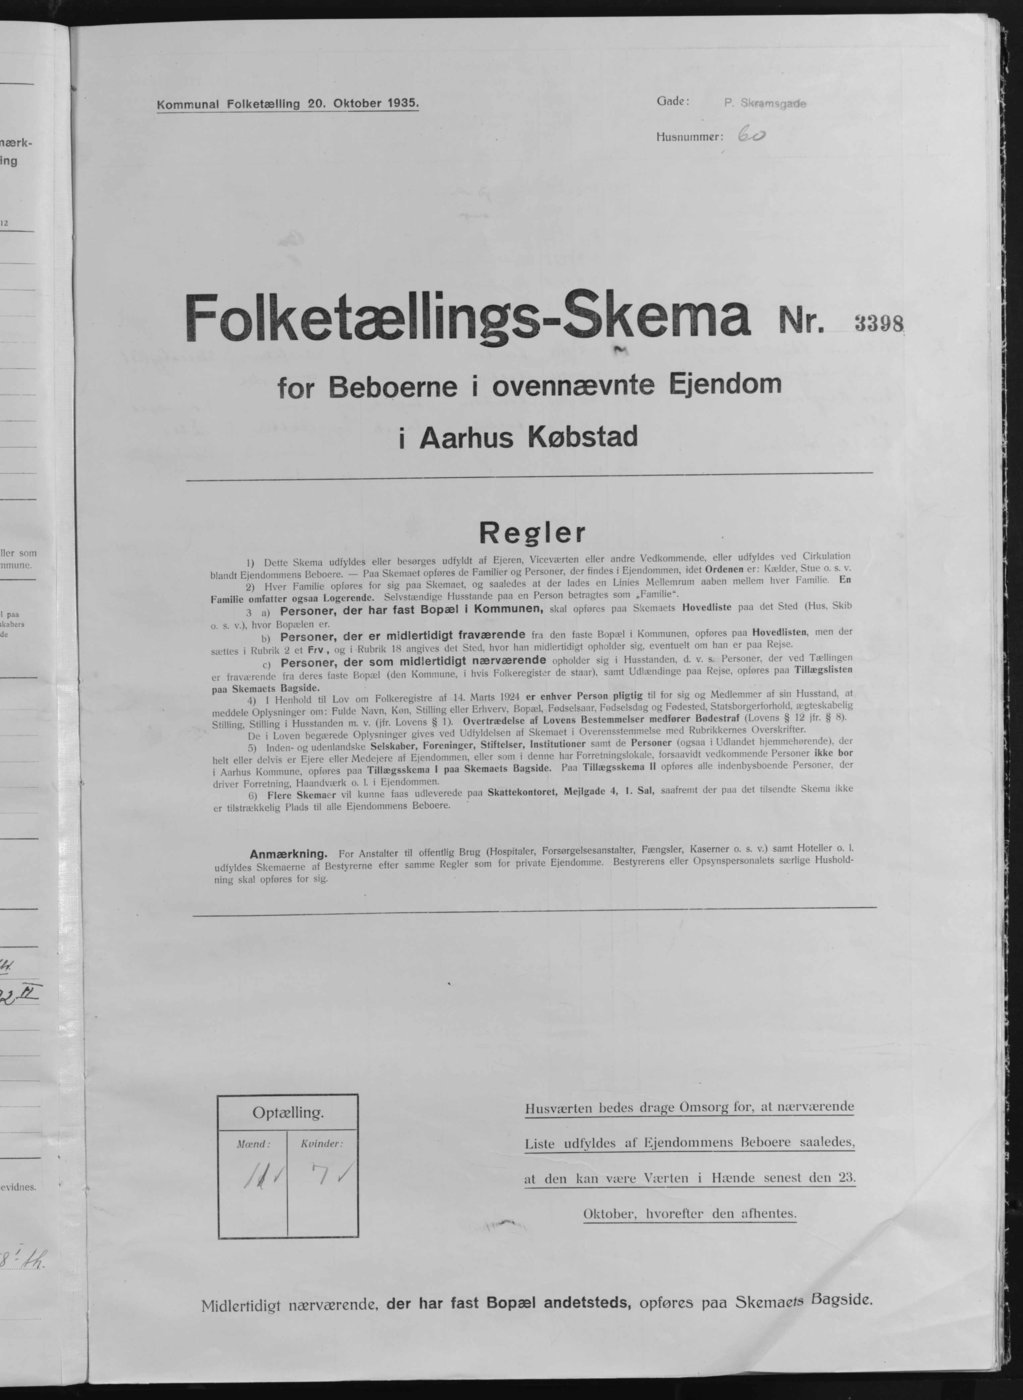 Kommunal Folketælling 20. Oktober 1935.
Gade: P. Skramsgade
Husnummer: 60
Folketællings-Skema Nr. 3398
for Beboerne i ovennævnte Ejendom
i Aarhus Købstad
Regler
1) Dette Skema udfyldes eller besørges udfyldt af Ejeren, Viceværten eller andre Vedkommende, eller udfyldes ved Cirkulation
blandt Ejendommens Beboere. — Paa Skemaet opføres de Familier og Personer, der findes i Ejendommen, idet Ordenen er: Kælder, Stue o. s. v.
2) Hver Familie opføres for sig paa Skemaet, og saaledes at der lades en Linies Mellemrum aaben mellem hver Familie. En
Familie omfatter ogsaa Logerende. Selvstændige Husstande paa en Person betragtes som „Familie“.
3 a) Personer, der har fast Bopæl i Kommunen, skal opføres paa Skemaets Hovedliste paa det Sted (Hus, Skib
o. s. v.), hvor Bopælen er.
b) Personer, der er midlertidigt fraværende fra den faste Bopæl i Kommunen, opføres paa Hovedlisten, men der
sættes i Rubrik 2 et Frv, og i Rubrik 18 angives det Sted, hvor han midlertidigt opholder sig, eventuelt om han er paa Rejse.
c) Personer, der som midlertidigt nærværende opholder sig i Husstanden, d. v. s. Personer, der ved Tællingen
er fraværende fra deres faste Bopæl (den Kommune, i hvis Folkeregister de staar), samt Udlændinge paa Rejse, opføres paa Tillægslisten
paa Skemaets Bagside.
4) I Henhold til Lov om Folkeregistre af 14. Marts 1924 er enhver Person pligtig til for sig og Medlemmer af sin Husstand, at
meddele Oplysninger om: Fulde Navn, Køn, Stilling eller Erhverv, Bopæl, Fødselsaar, Fødselsdag og Fødested, Statsborgerforhold, ægteskabelig
Stilling, Stilling i Husstanden m. v. (jfr. Lovens § 1). Overtrædelse af Lovens Bestemmelser medfører Bødestraf (Lovens § 12 jfr. § 8).
De i Loven begærede Oplysninger gives ved Udfyldelsen af Skemaet i Overensstemmelse med Rubrikkernes Overskrifter.
5) Inden- og udenlandske Selskaber, Foreninger, Stiftelser, Institutioner samt de Personer (ogsaa i Udlandet hjemmehørende), der
helt eller delvis er Ejere eller Medejere af Ejendommen, eller som i denne har Forretningslokale, forsaavidt vedkommende Personer ikke bor
i Aarhus Kommune, opføres paa Tillægsskema I paa Skemaets Bagside. Paa Tillægsskema II opføres alle indenbysboende Personer, der
driver Forretning, Haandværk o. l. i Ejendommen.
6) Flere Skemaer vil kunne faas udleverede paa Skattekontoret, Mejlgade 4, 1. Sal, saafremt der paa det tilsendte Skema ikke
er tilstrækkelig Plads til alle Ejendommens Beboere.
Anmærkning. For Anstalter til offentlig Brug (Hospitaler, Forsørgelsesanstalter, Fængsler, Kaserner o. s. v.) samt Hoteller o. l.
udfyldes Skemaerne af Bestyrerne efter samme Regler som for private Ejendomme. Bestyrerens eller Opsynspersonalets særlige Hushold-
ning skal opføres for sig.
Optælling.
Mænd: Kvinder:
11 ✓ 7 ✓
Husværten bedes drage Omsorg for, at nærværende
Liste udfyldes af Ejendommens Beboere saaledes,
at den kan være Værten i Hænde senest den 23.
Oktober, hvorefter den afhentes.
Midlertidigt nærværende, der har fast Bopæl andetsteds, opføres paa Skemaets Bagside.